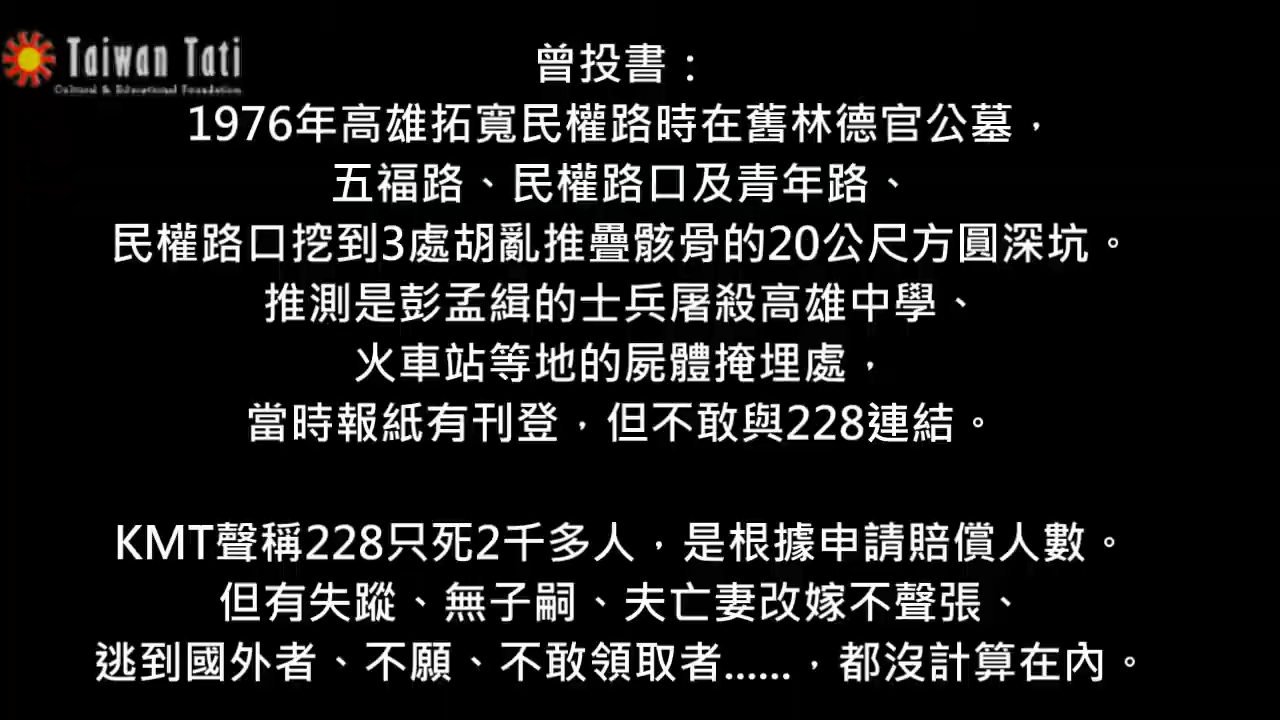 Taiwan Tati
Cultural & Educational Foundation
曾投書：
1976年高雄拓寬民權路時在舊林德官公墓，
五福路、民權路口及青年路、
民權路口挖到3處胡亂推疊骸骨的20公尺方圓深坑。
推測是彭孟緝的士兵屠殺高雄中學、
火車站等地的屍體掩埋處，
當時報紙有刊登，但不敢與228連結。
KMT聲稱228只死2千多人，是根據申請賠償人數。
但有失蹤、無子嗣、夫亡妻改嫁不聲張、
逃到國外者、不願、不敢領取者......，都沒計算在內。